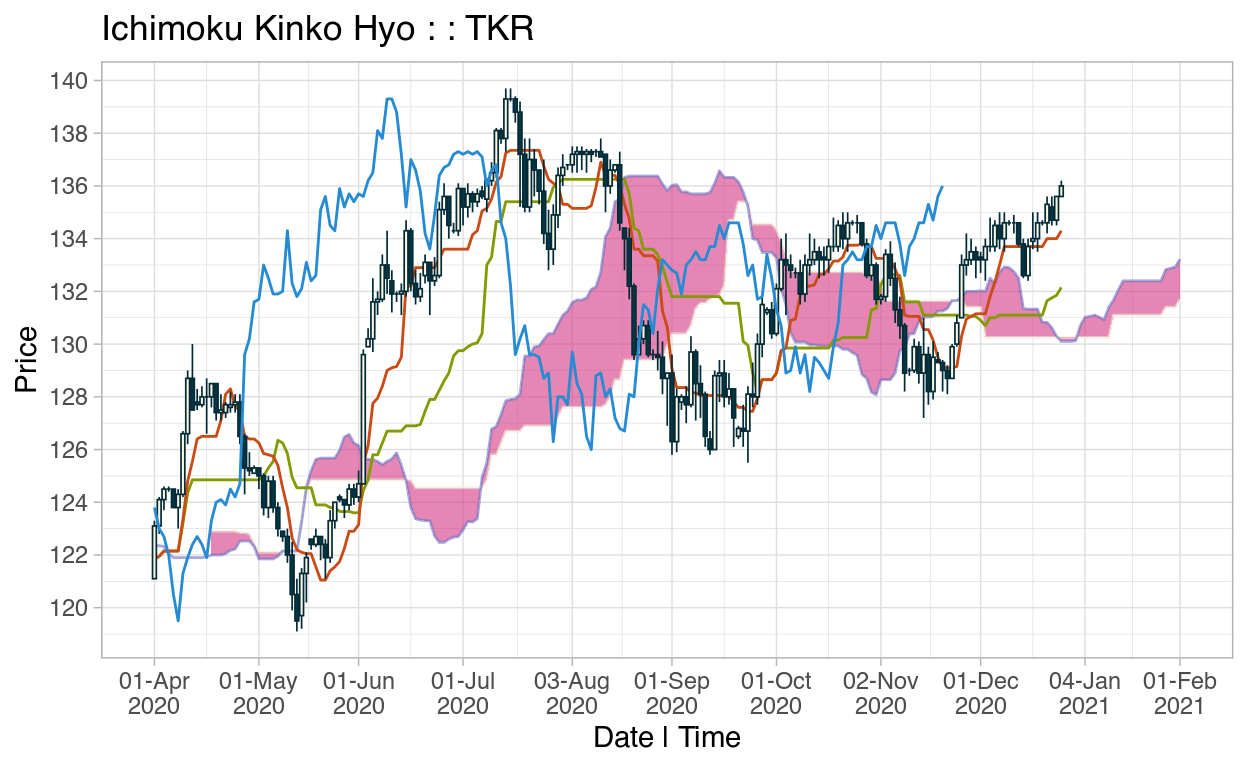 Ichimoku Kinko Hyo : : TKR
140
138
136
134
132
130
128
126
124
122
120
Price
01-Apr 01-May 01-Jun 01-Jul 03-Aug 01-Sep 01-Oct 02-Nov 01-Dec 04-Jan 01-Feb
2020 2020 2020 2020 2020 2020 2020 2020 2020 2021 2021
Date | Time